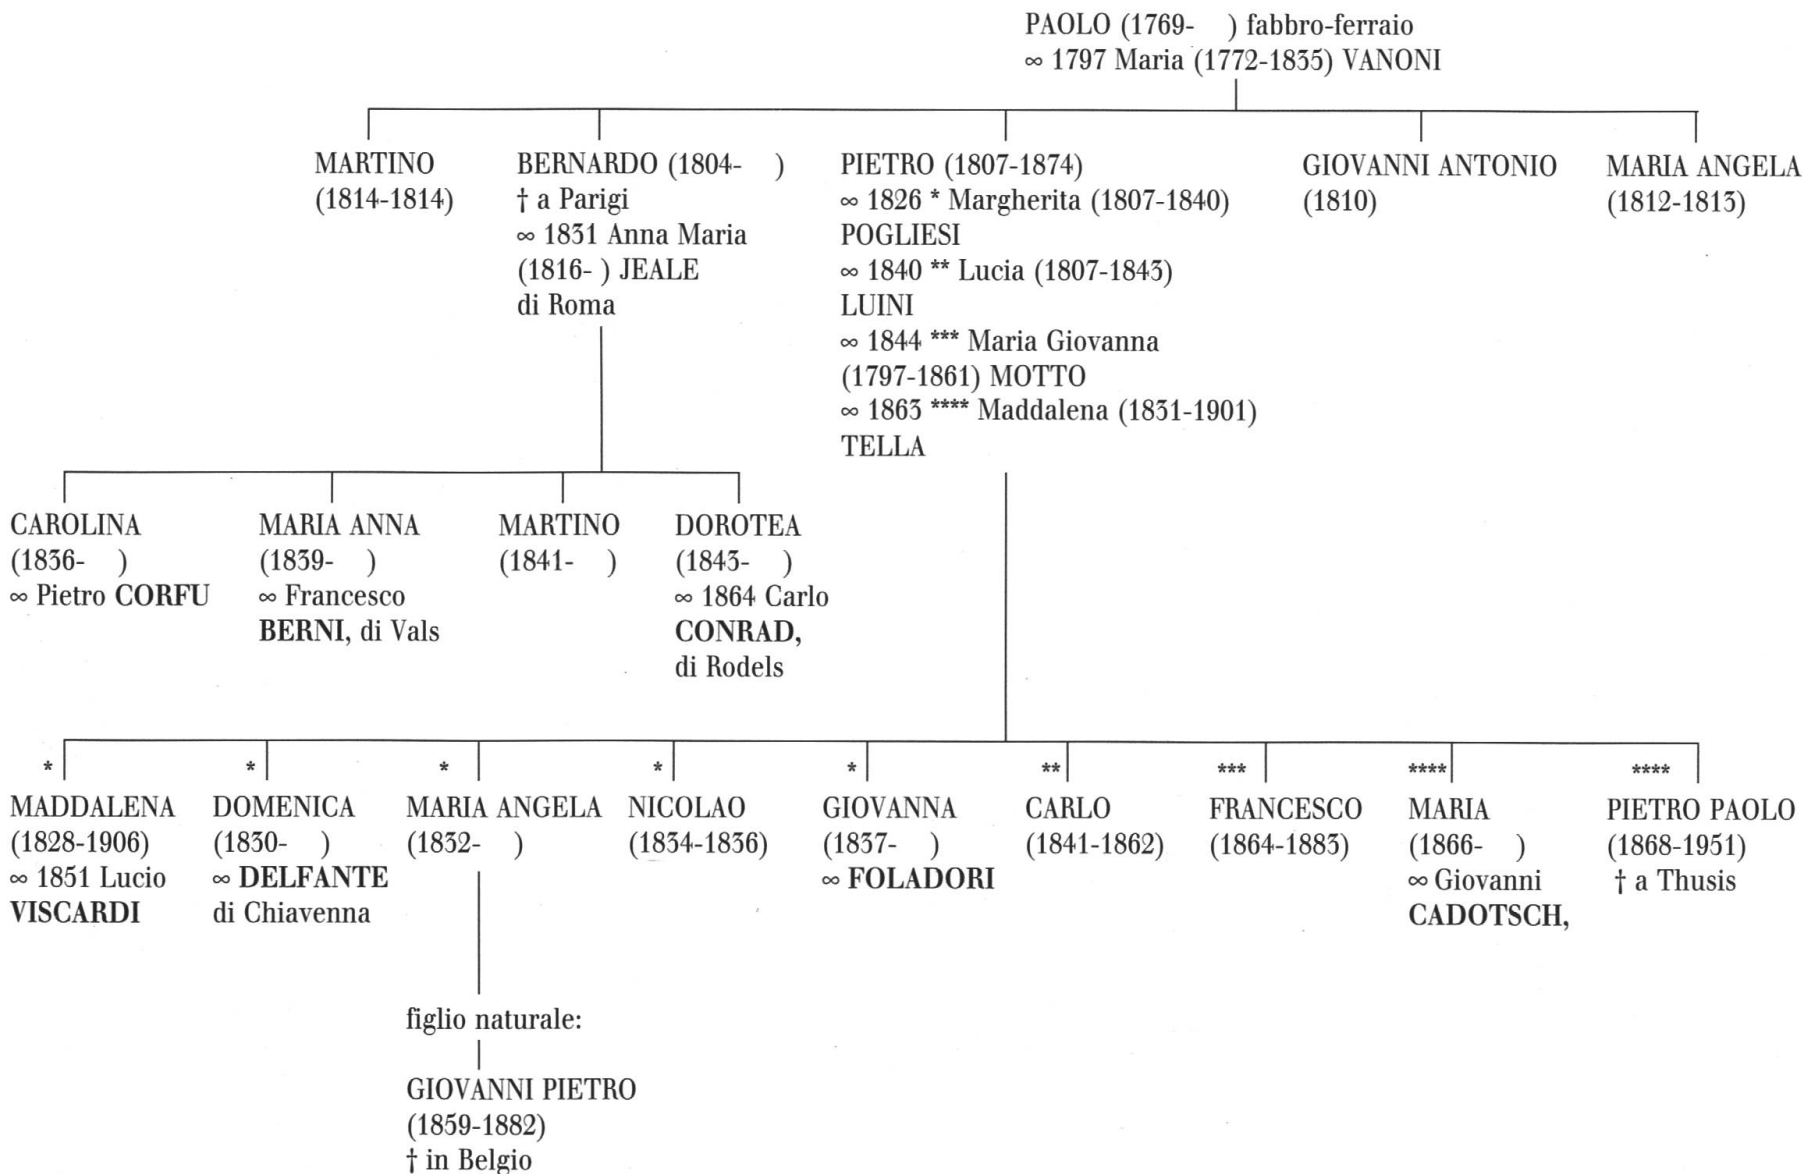 PAOLO (1769-    ) fabbro-ferraio
∞ 1797 Maria (1772-1835) VANONI
MARTINO
(1814-1814)
BERNARDO (1804-    )
† a Parigi
∞ 1831 Anna Maria
(1816- ) JEALE
di Roma
PIETRO (1807-1874)
∞ 1826 * Margherita (1807-1840)
POGLIESI
∞ 1840 ** Lucia (1807-1843)
LUINI
∞ 1844 *** Maria Giovanna
(1797-1861) MOTTO
∞ 1863 **** Maddalena (1831-1901)
TELLA
GIOVANNI ANTONIO
(1810)
MARIA ANGELA
(1812-1813)
CAROLINA
(1836-    )
∞ Pietro CORFU
MARIA ANNA
(1839-    )
∞ Francesco
BERNI, di Vals
MARTINO
(1841-    )
DOROTEA
(1843-    )
∞ 1864 Carlo
CONRAD,
di Rodels
*
MADDALENA
(1828-1906)
∞ 1851 Lucio
VISCARDI
*
DOMENICA
(1830-    )
∞ DELFANTE
di Chiavenna
*
MARIA ANGELA
(1832-    )
*
NICOLAO
(1834-1836)
*
GIOVANNA
(1837-    )
∞ FOLADORI
**
CARLO
(1841-1862)
***
FRANCESCO
(1864-1883)
****
MARIA
(1866-    )
∞ Giovanni
CADOTSCH,
****
PIETRO PAOLO
(1868-1951)
† a Thusis
figlio naturale:
GIOVANNI PIETRO
(1859-1882)
† in Belgio